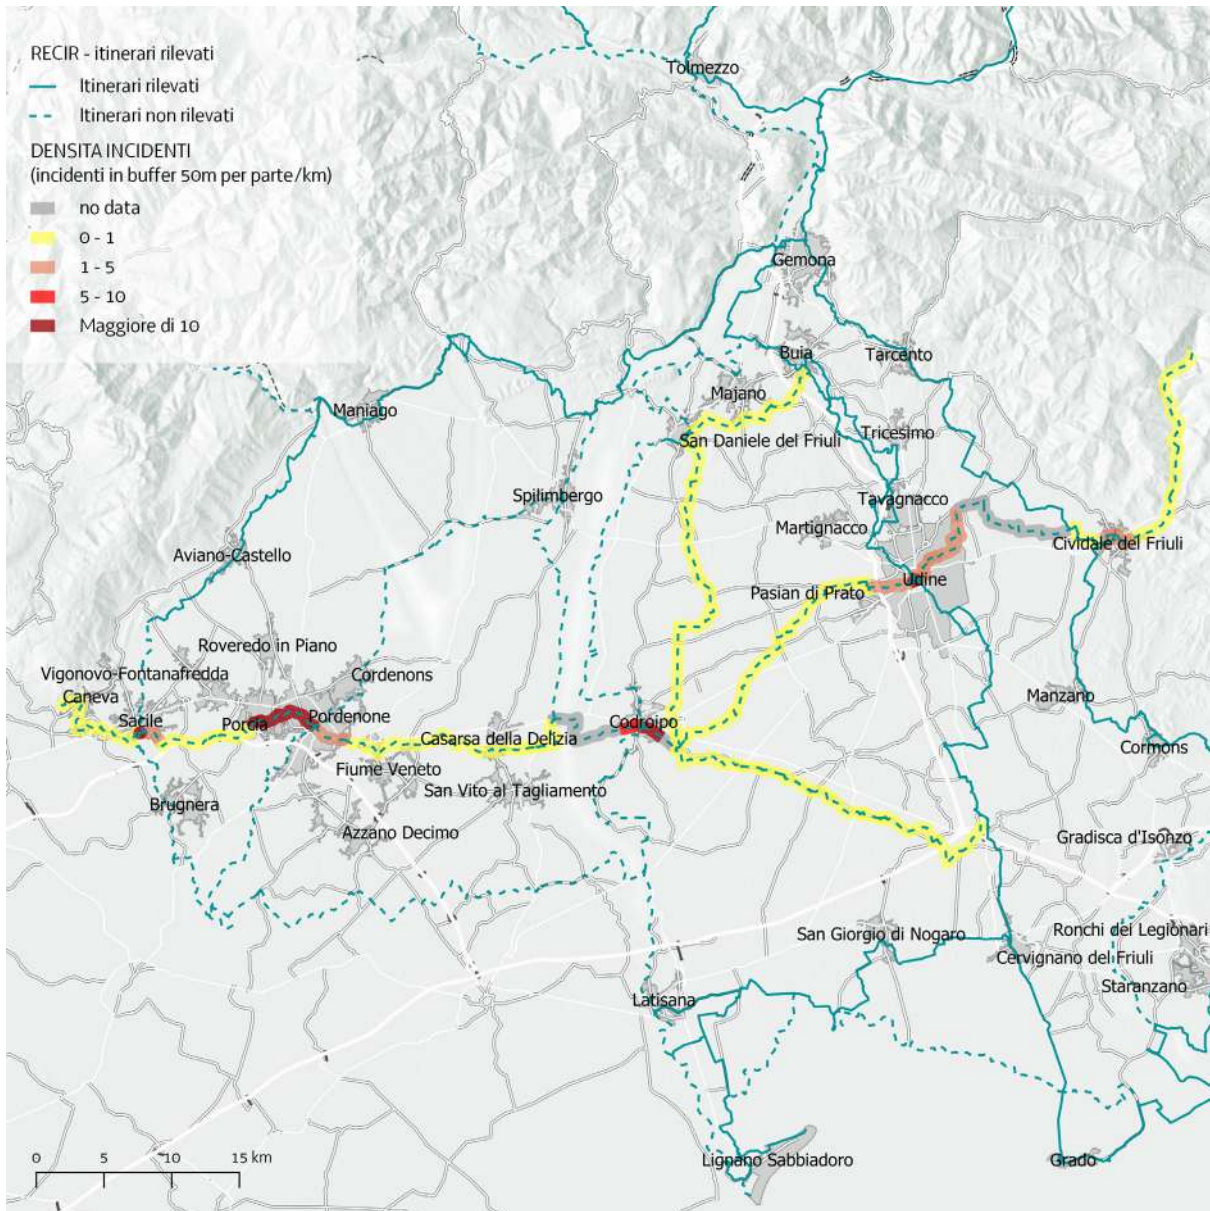 RECIR - itinerari rilevati
Itinerari rilevati
Itinerari non rilevati
DENSITA INCIDENTI
(incidenti in buffer 50m per parte/km)
no data
0 - 1
1 - 5
5 - 10
Maggiore di 10
Tolmezzo
Gemona
Buia
Tarcento
Majano
Maniago
San Daniele del Friuli
Tricesimo
Spilimbergo
Tavagnacco
Martignacco
Cividale del Friuli
Aviano-Castello
Udine
Pasian di Prato
Roveredo in Piano
Vigonovo-Fontanafredda
Cordenons
Caneva
Manzano
Sacile
Porcia
Pordenone
Codroipo
Casarsa della Delizia
Cormons
Fiume Veneto
San Vito al Tagliamento
Brugnera
Azzano Decimo
Gradisca d'Isonzo
San Giorgio di Nogaro
Ronchi dei Legionari
Cervignano del Friuli
Staranzano
Latisana
Lignano Sabbiadoro
Grado
0 5 10 15 km